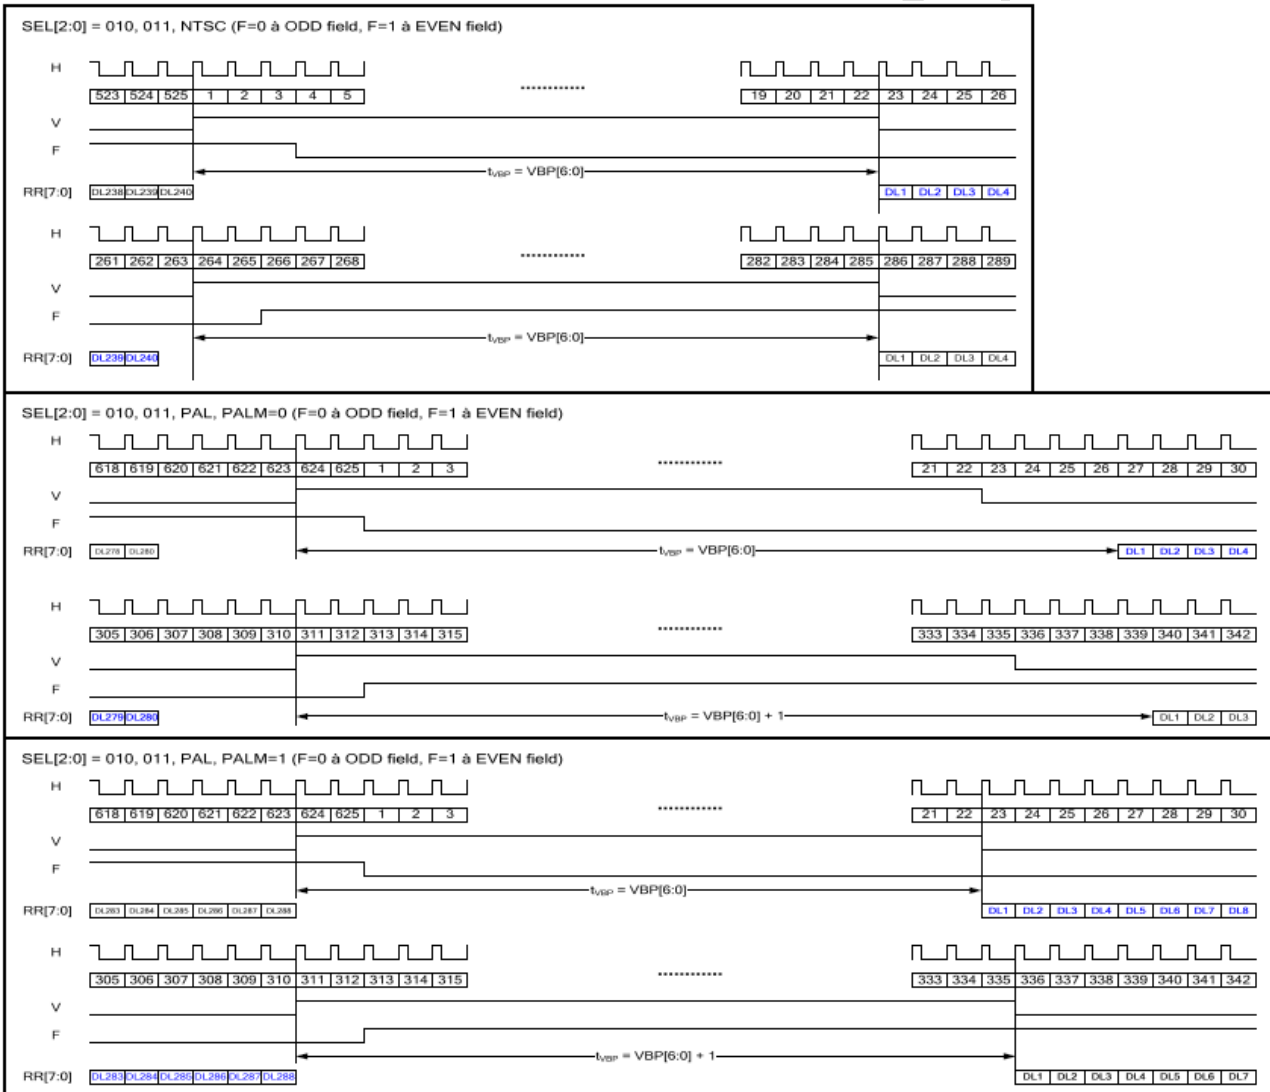 SEL[2:0] = 010, 011, NTSC (F=0 à ODD field, F=1 à EVEN field)
H
523 524 525 1 2 3 4 5 ............ 19 20 21 22 23 24 25 26
V
F
tVBP = VBP[6:0]
RR[7:0] DL238 DL239 DL240 DL1 DL2 DL3 DL4
H
261 262 263 264 265 266 267 268 ............ 282 283 284 285 286 287 288 289
V
F
tVBP = VBP[6:0]
RR[7:0] DL239 DL240 DL1 DL2 DL3 DL4
SEL[2:0] = 010, 011, PAL, PALM=0 (F=0 à ODD field, F=1 à EVEN field)
H
618 619 620 621 622 623 624 625 1 2 3 ............ 21 22 23 24 25 26 27 28 29 30
V
F
RR[7:0] DL278 DL280 tVBP = VBP[6:0] DL1 DL2 DL3 DL4
H
305 306 307 308 309 310 311 312 313 314 315 ............ 333 334 335 336 337 338 339 340 341 342
V
F
RR[7:0] DL279 DL280 tVBP = VBP[6:0] + 1 DL1 DL2 DL3
SEL[2:0] = 010, 011, PAL, PALM=1 (F=0 à ODD field, F=1 à EVEN field)
H
618 619 620 621 622 623 624 625 1 2 3 ............ 21 22 23 24 25 26 27 28 29 30
V
F
tVBP = VBP[6:0]
RR[7:0] DL283 DL284 DL285 DL286 DL287 DL288 DL1 DL2 DL3 DL4 DL5 DL6 DL7 DL8
H
305 306 307 308 309 310 311 312 313 314 315 ............ 333 334 335 336 337 338 339 340 341 342
V
F
tVBP = VBP[6:0] + 1
RR[7:0] DL283 DL284 DL285 DL286 DL287 DL288 DL1 DL2 DL3 DL4 DL5 DL6 DL7